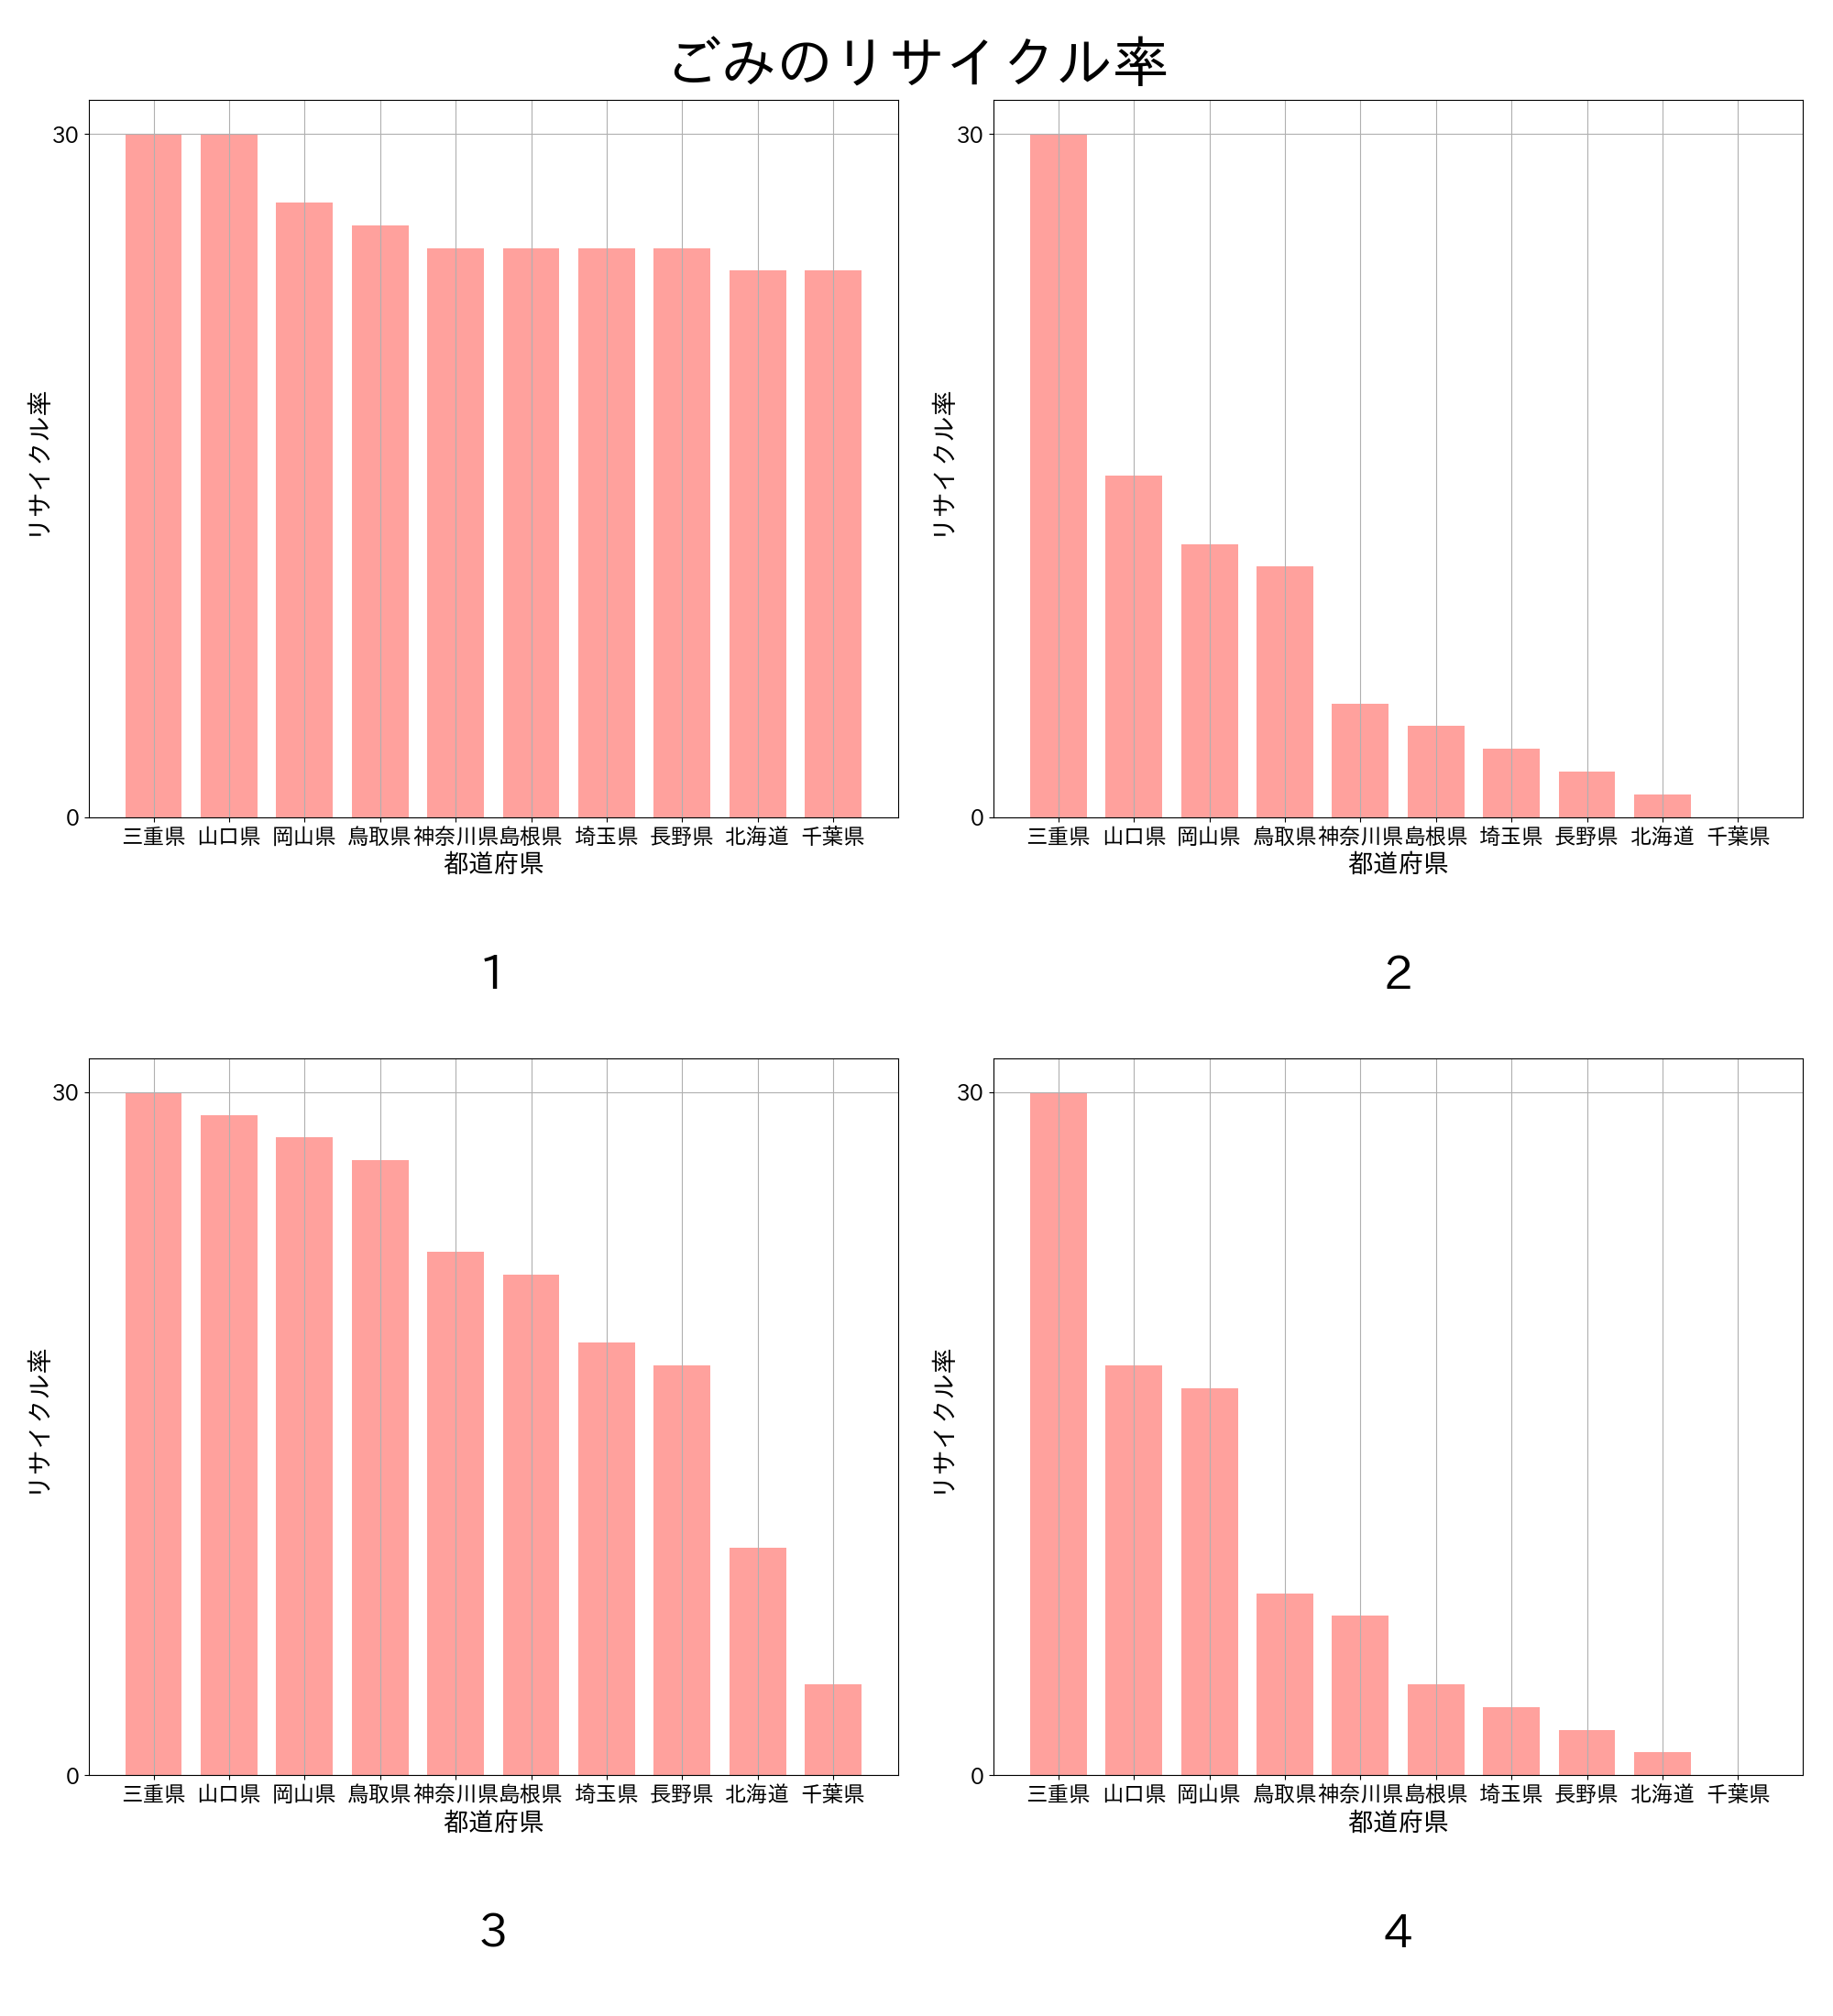 ごみのリサイクル率
30
0
リサイクル率
三重県 山口県 岡山県 鳥取県 神奈川県 島根県 埼玉県 長野県 北海道 千葉県
都道府県
1
30
0
リサイクル率
三重県 山口県 岡山県 鳥取県 神奈川県 島根県 埼玉県 長野県 北海道 千葉県
都道府県
2
30
0
リサイクル率
三重県 山口県 岡山県 鳥取県 神奈川県 島根県 埼玉県 長野県 北海道 千葉県
都道府県
3
30
0
リサイクル率
三重県 山口県 岡山県 鳥取県 神奈川県 島根県 埼玉県 長野県 北海道 千葉県
都道府県
4